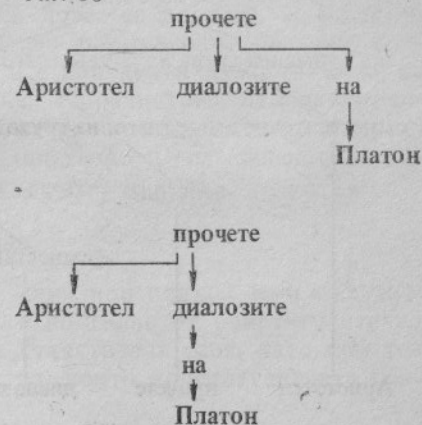 прочете
Аристотел диалозите на
Платон
прочете
Аристотел диалозите
на
Платон